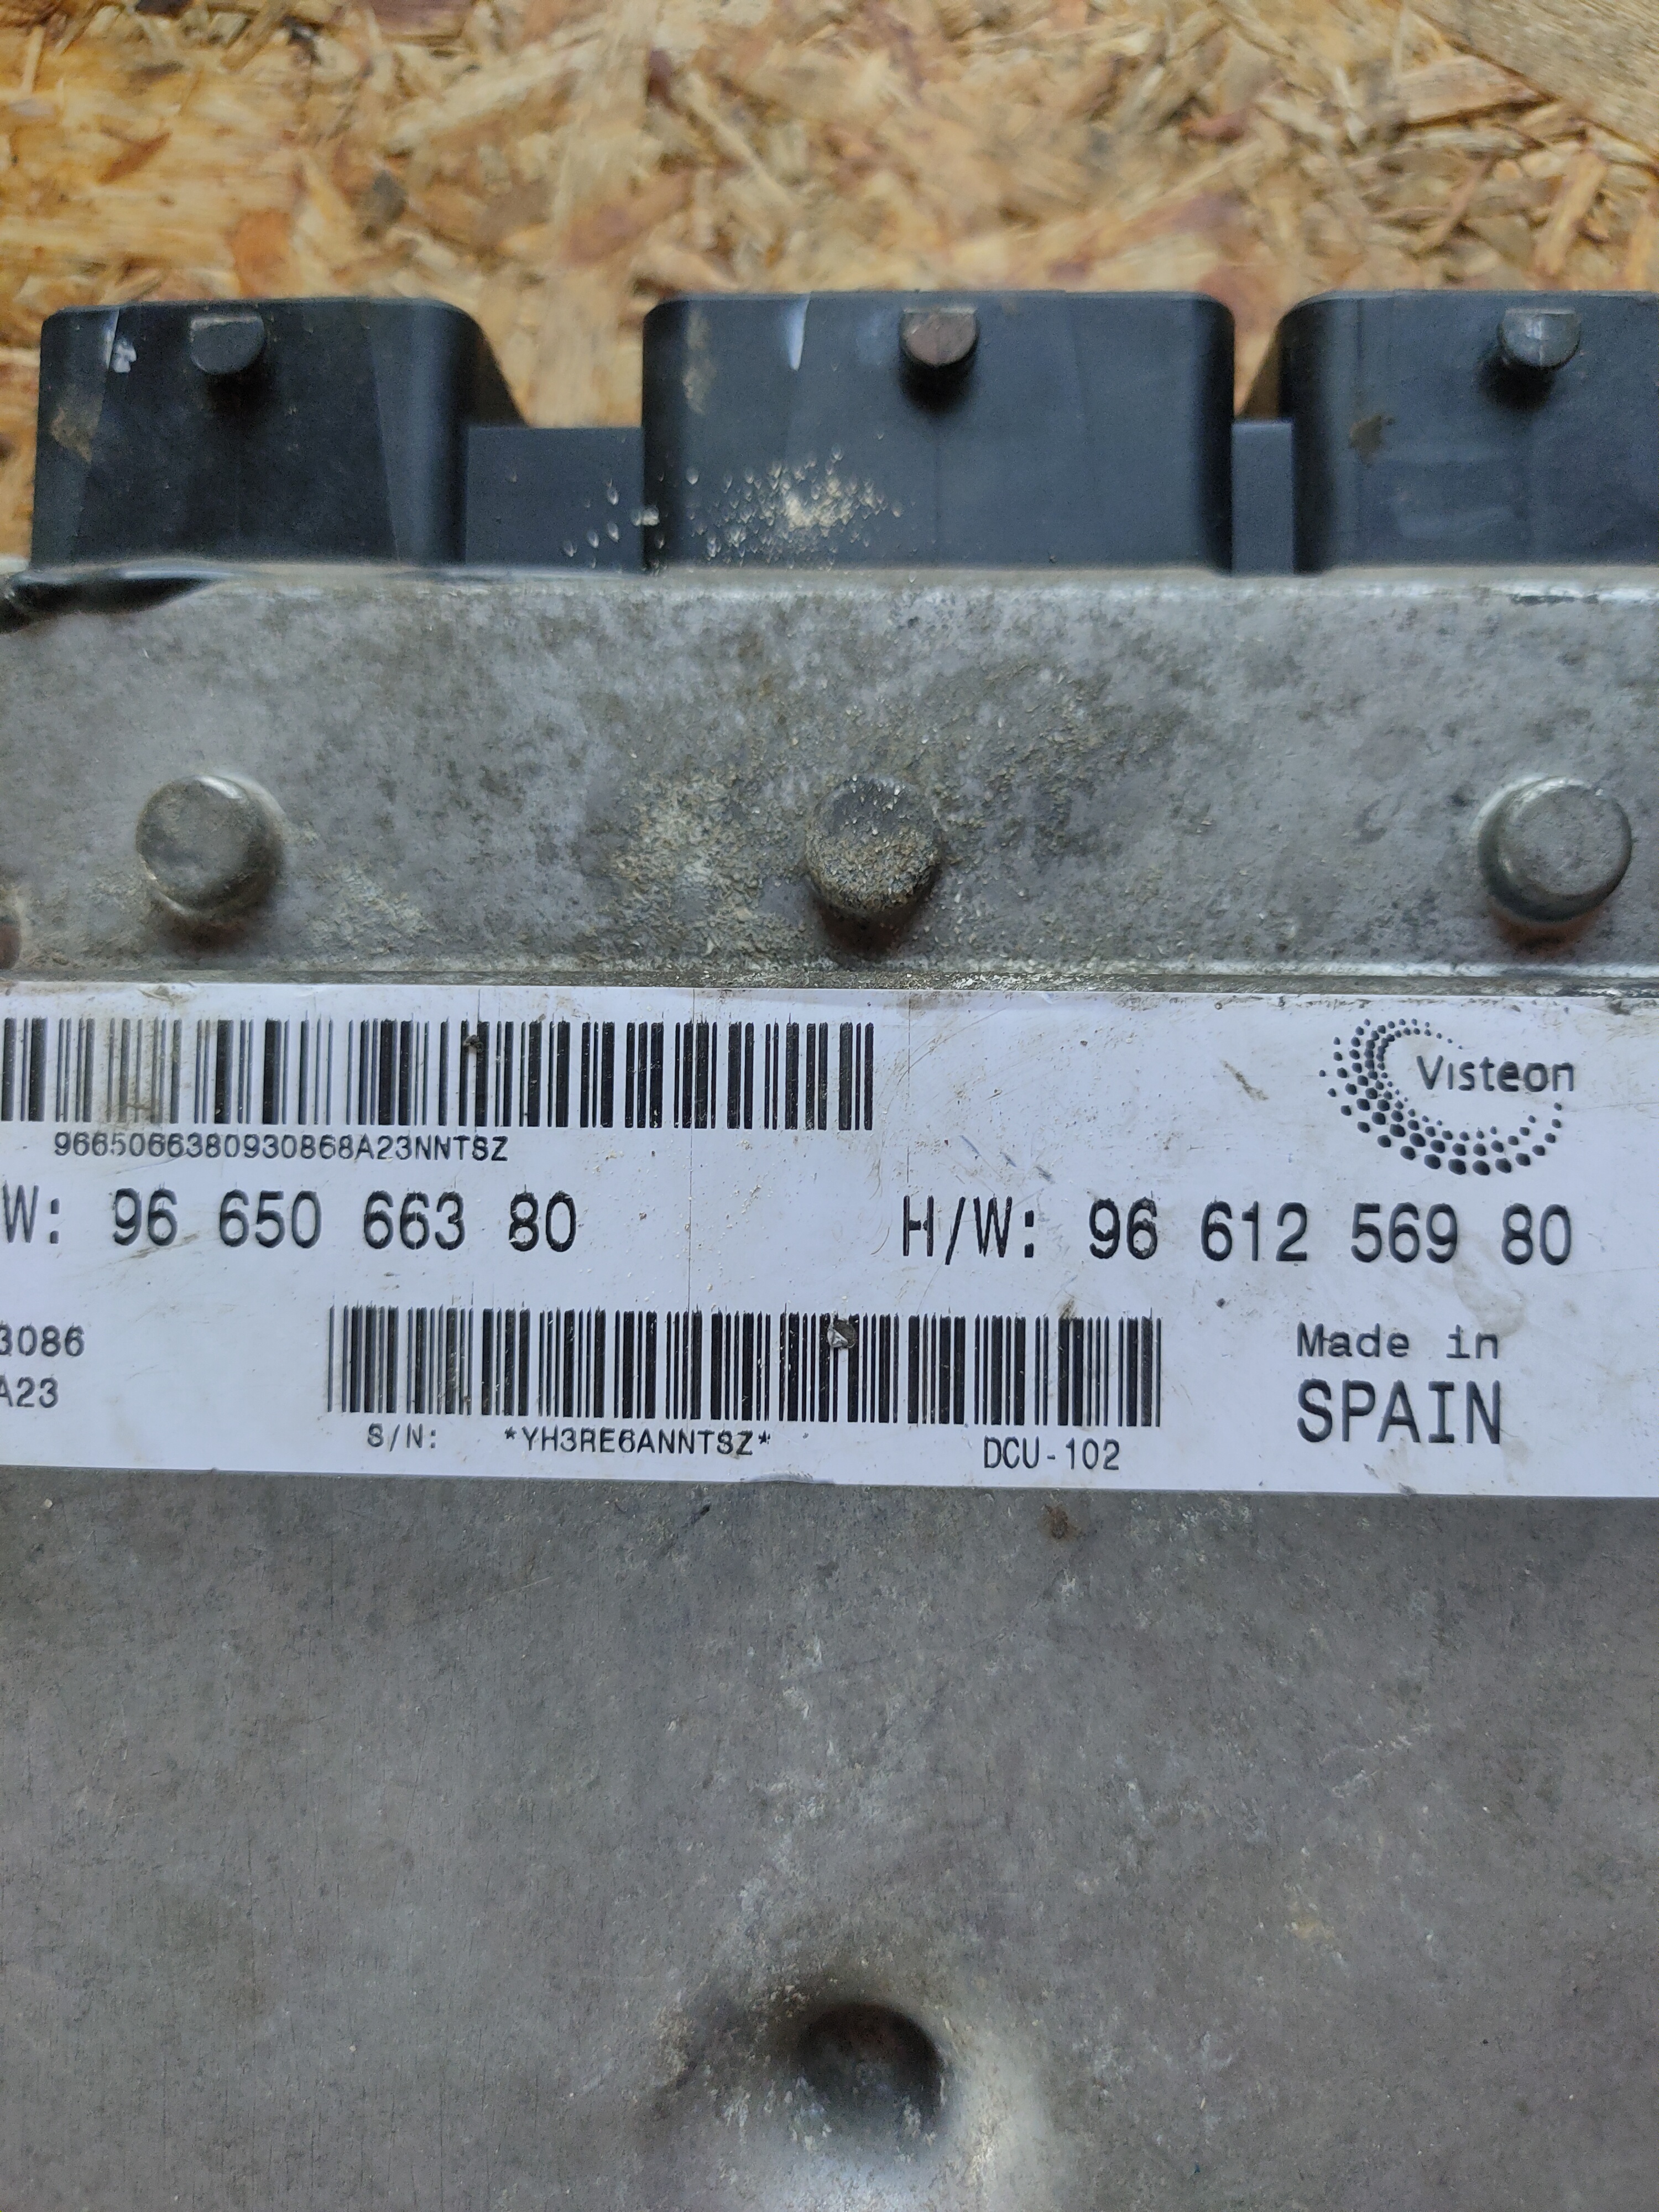 Visteon
9665066380930868A23NNTSZ
W: 96 650 663 80 H/W: 96 612 569 80
3086
A23
Made in
SPAIN
S/N: *YH3RE6ANNTSZ* DCU-102